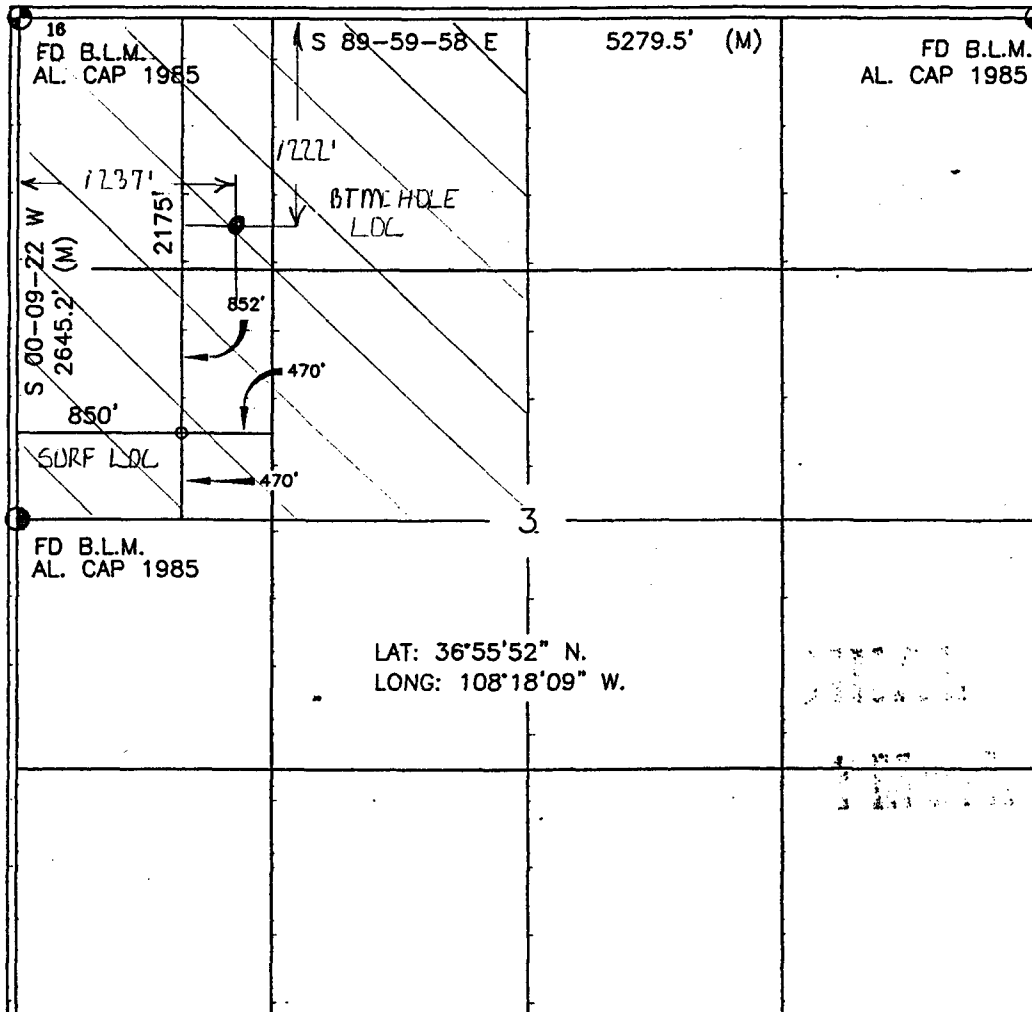 16
FD B.L.M.
AL. CAP 1985
S 89-59-58 E 5279.5' (M)
FD B.L.M.
AL. CAP 1985
1222'
1237'
2175'
BTM HOLE
LOC
S 00-09-22 W
2645.2' (M)
852'
470'
850'
SURF LOC
470'
3
FD B.L.M.
AL. CAP 1985
LAT: 36°55'52" N.
LONG: 108°18'09" W.